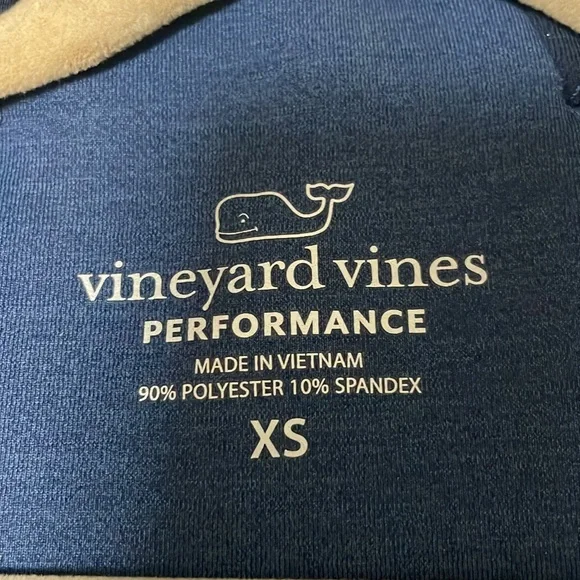 vineyard vines
PERFORMANCE
MADE IN VIETNAM
90% POLYESTER 10% SPANDEX
XS